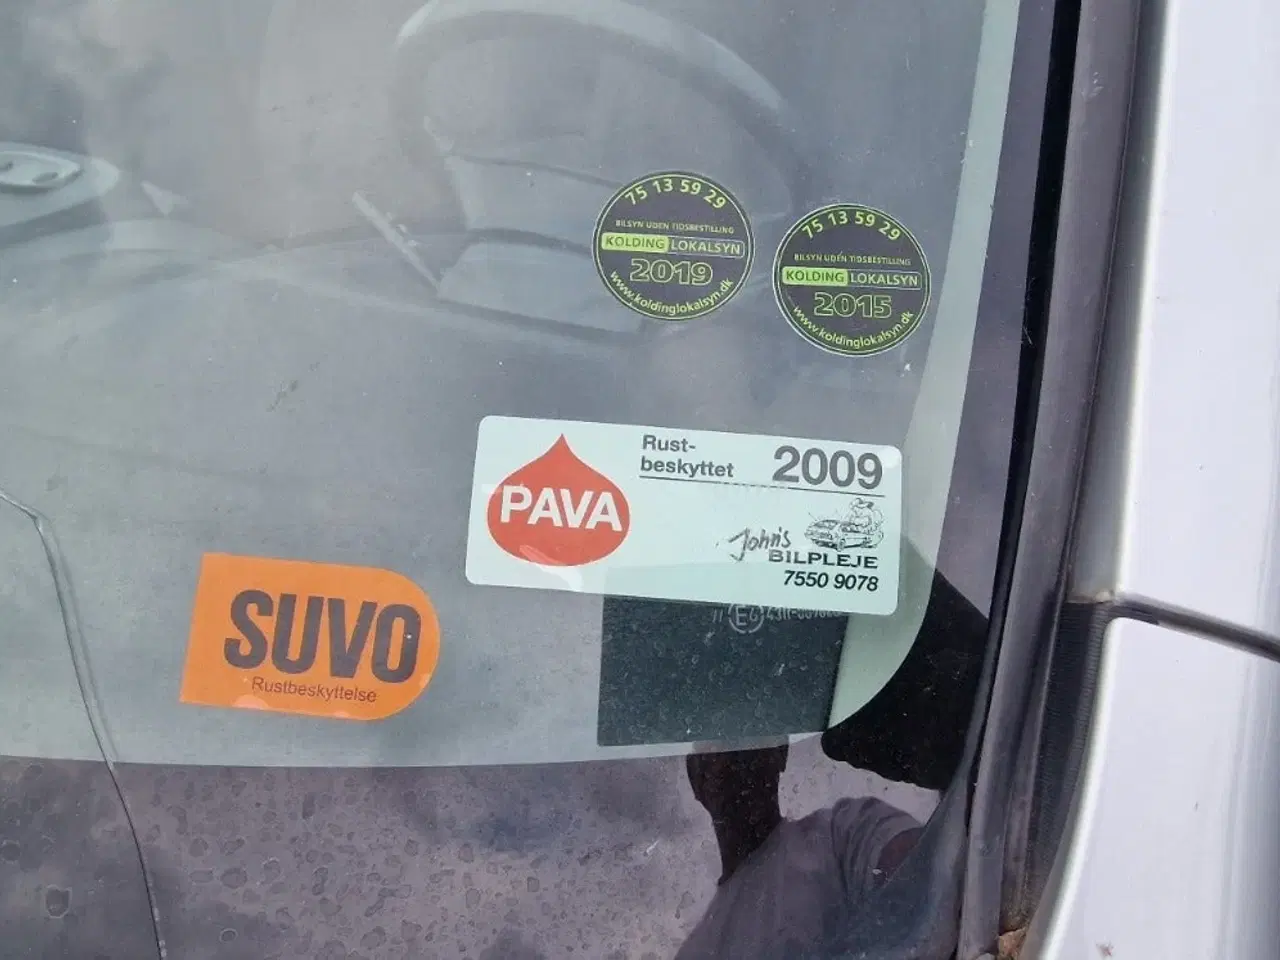 75 13 59 29
BILSYN UDEN TIDSBESTILLING
KOLDING LOKALSYN
2019
www.koldinglokalsyn.dk
75 13 59 29
BILSYN UDEN TIDSBESTILLING
KOLDING LOKALSYN
2015
www.koldinglokalsyn.dk
PAVA
Rust-
beskyttet
2009
John's
BILPLEJE
7550 9078
SUVO
Rustbeskyttelse